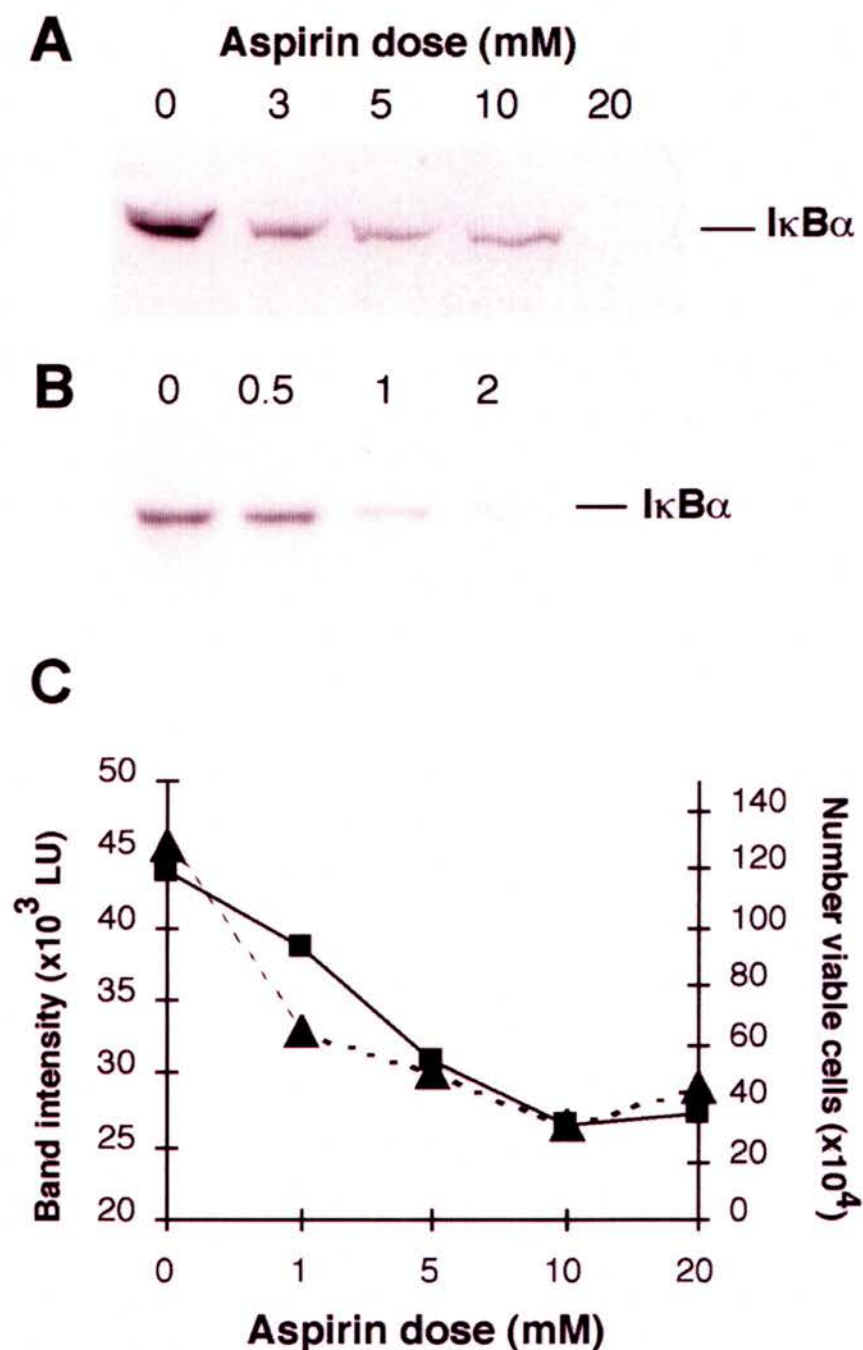 A
Aspirin dose (mM)
0 3 5 10 20
IκBα
B
0 0.5 1 2
IκBα
C
Band intensity (x10³ LU)
50
45
40
35
30
25
20
Number viable cells (x10⁴)
140
120
100
80
60
40
20
0
0 1 5 10 20
Aspirin dose (mM)